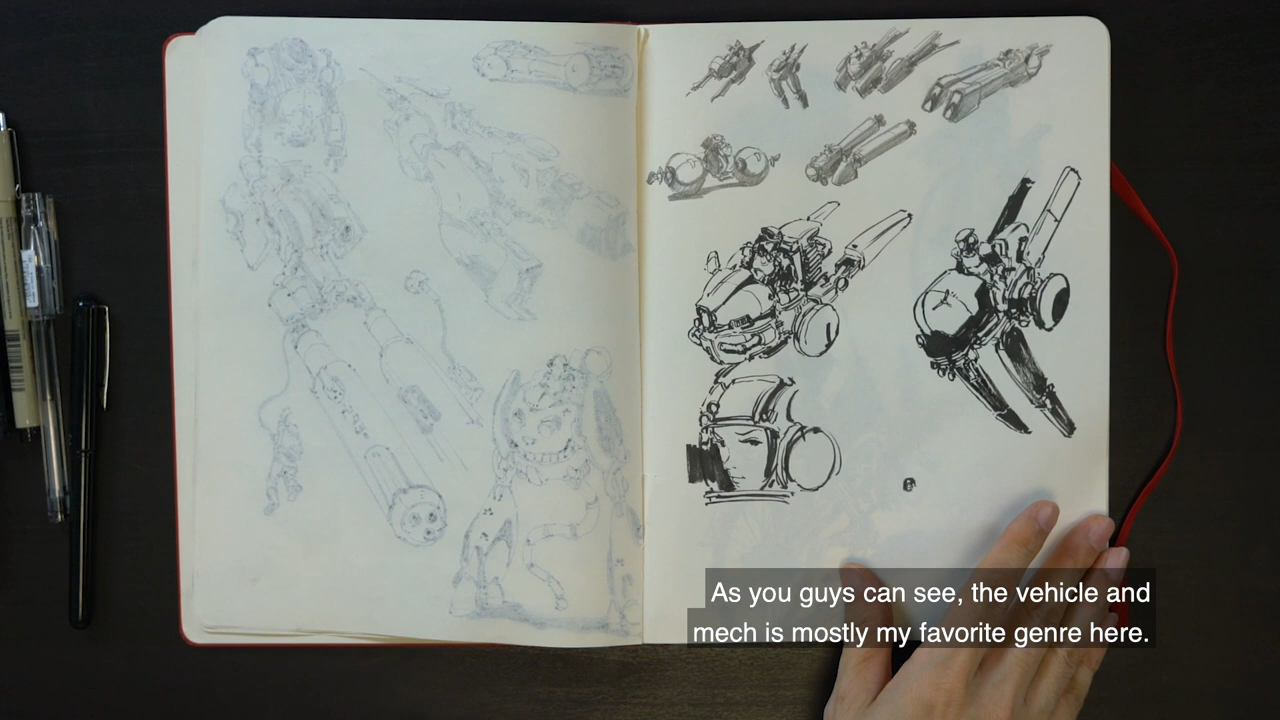 As you guys can see, the vehicle and
mech is mostly my favorite genre here.